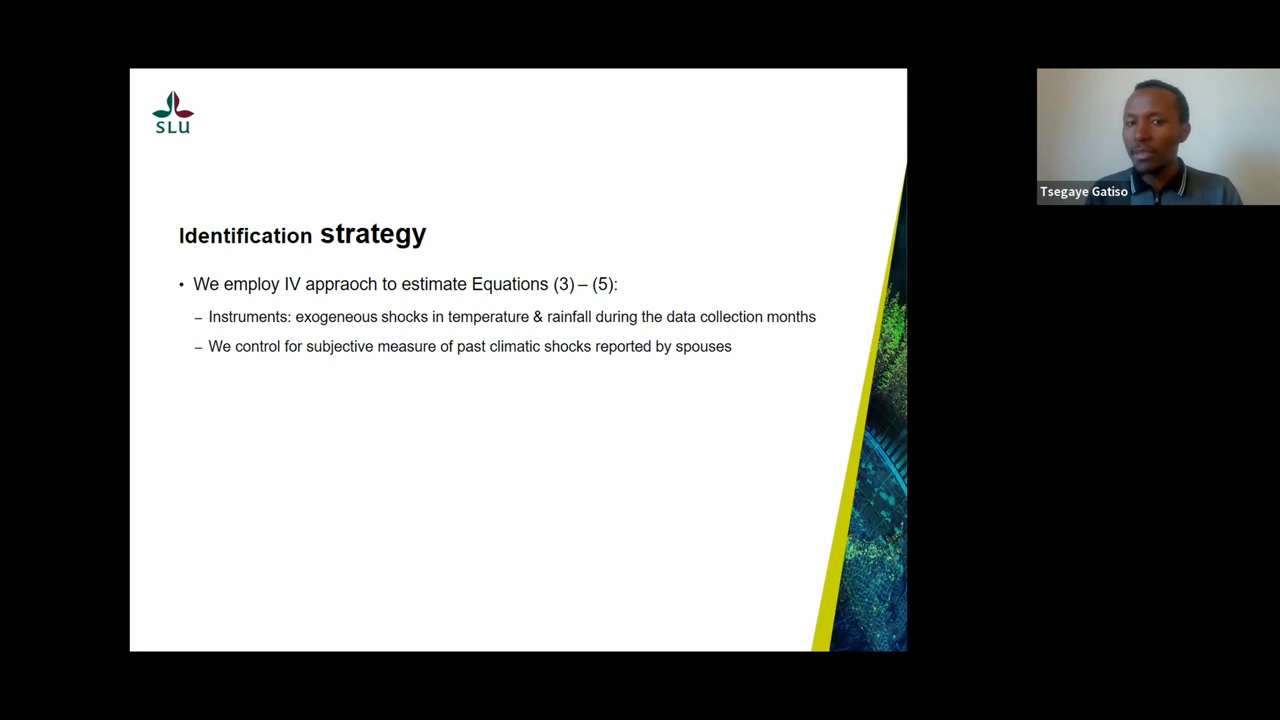 SLU
Tsegaye Gatiso
Identification strategy
• We employ IV appraoch to estimate Equations (3) – (5):
– Instruments: exogeneous shocks in temperature & rainfall during the data collection months
– We control for subjective measure of past climatic shocks reported by spouses